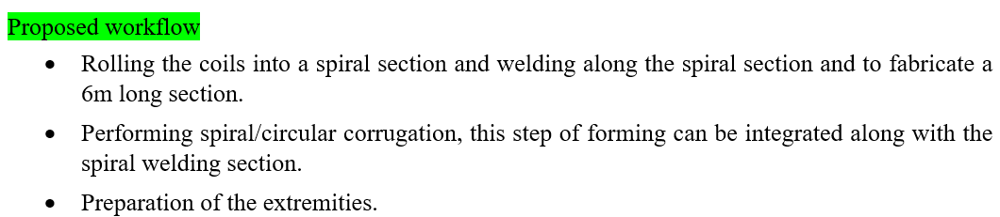 Proposed workflow
• Rolling the coils into a spiral section and welding along the spiral section and to fabricate a
6m long section.
• Performing spiral/circular corrugation, this step of forming can be integrated along with the
spiral welding section.
• Preparation of the extremities.